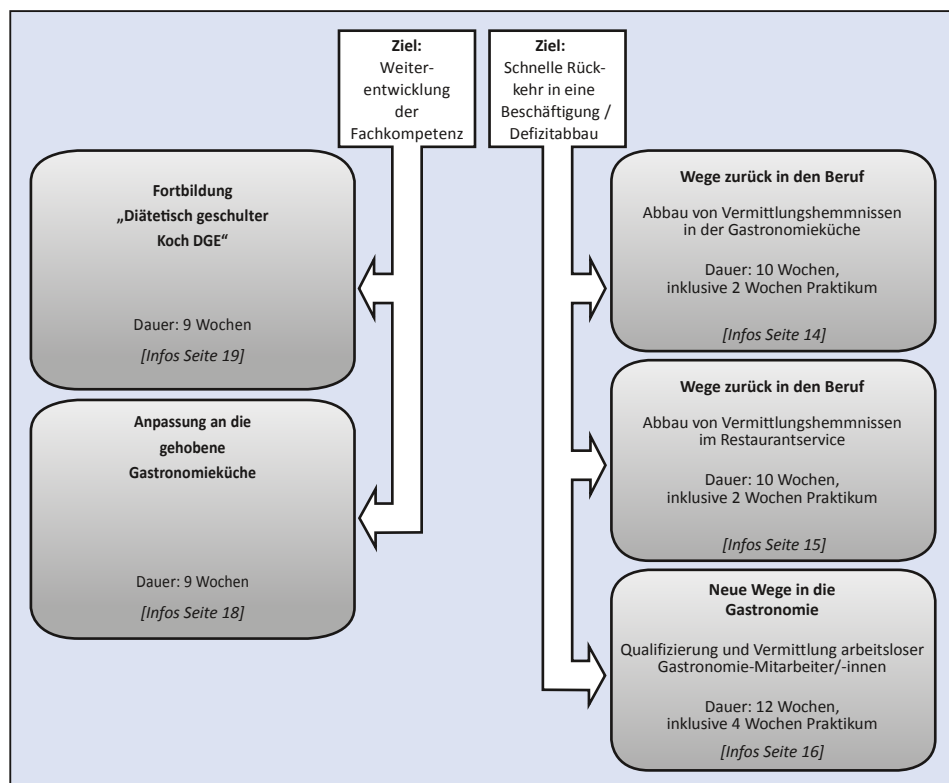 Ziel:
Weiter-
entwicklung
der
Fachkompetenz
Ziel:
Schnelle Rück-
kehr in eine
Beschäftigung /
Defizitabbau
Fortbildung
„Diätetisch geschulter
Koch DGE“
Dauer: 9 Wochen
[Infos Seite 19]
Anpassung an die
gehobene
Gastronomieküche
Dauer: 9 Wochen
[Infos Seite 18]
Wege zurück in den Beruf
Abbau von Vermittlungshemmnissen
in der Gastronomieküche
Dauer: 10 Wochen,
inklusive 2 Wochen Praktikum
[Infos Seite 14]
Wege zurück in den Beruf
Abbau von Vermittlungshemmnissen
im Restaurantservice
Dauer: 10 Wochen,
inklusive 2 Wochen Praktikum
[Infos Seite 15]
Neue Wege in die
Gastronomie
Qualifizierung und Vermittlung arbeitsloser
Gastronomie-Mitarbeiter/-innen
Dauer: 12 Wochen,
inklusive 4 Wochen Praktikum
[Infos Seite 16]